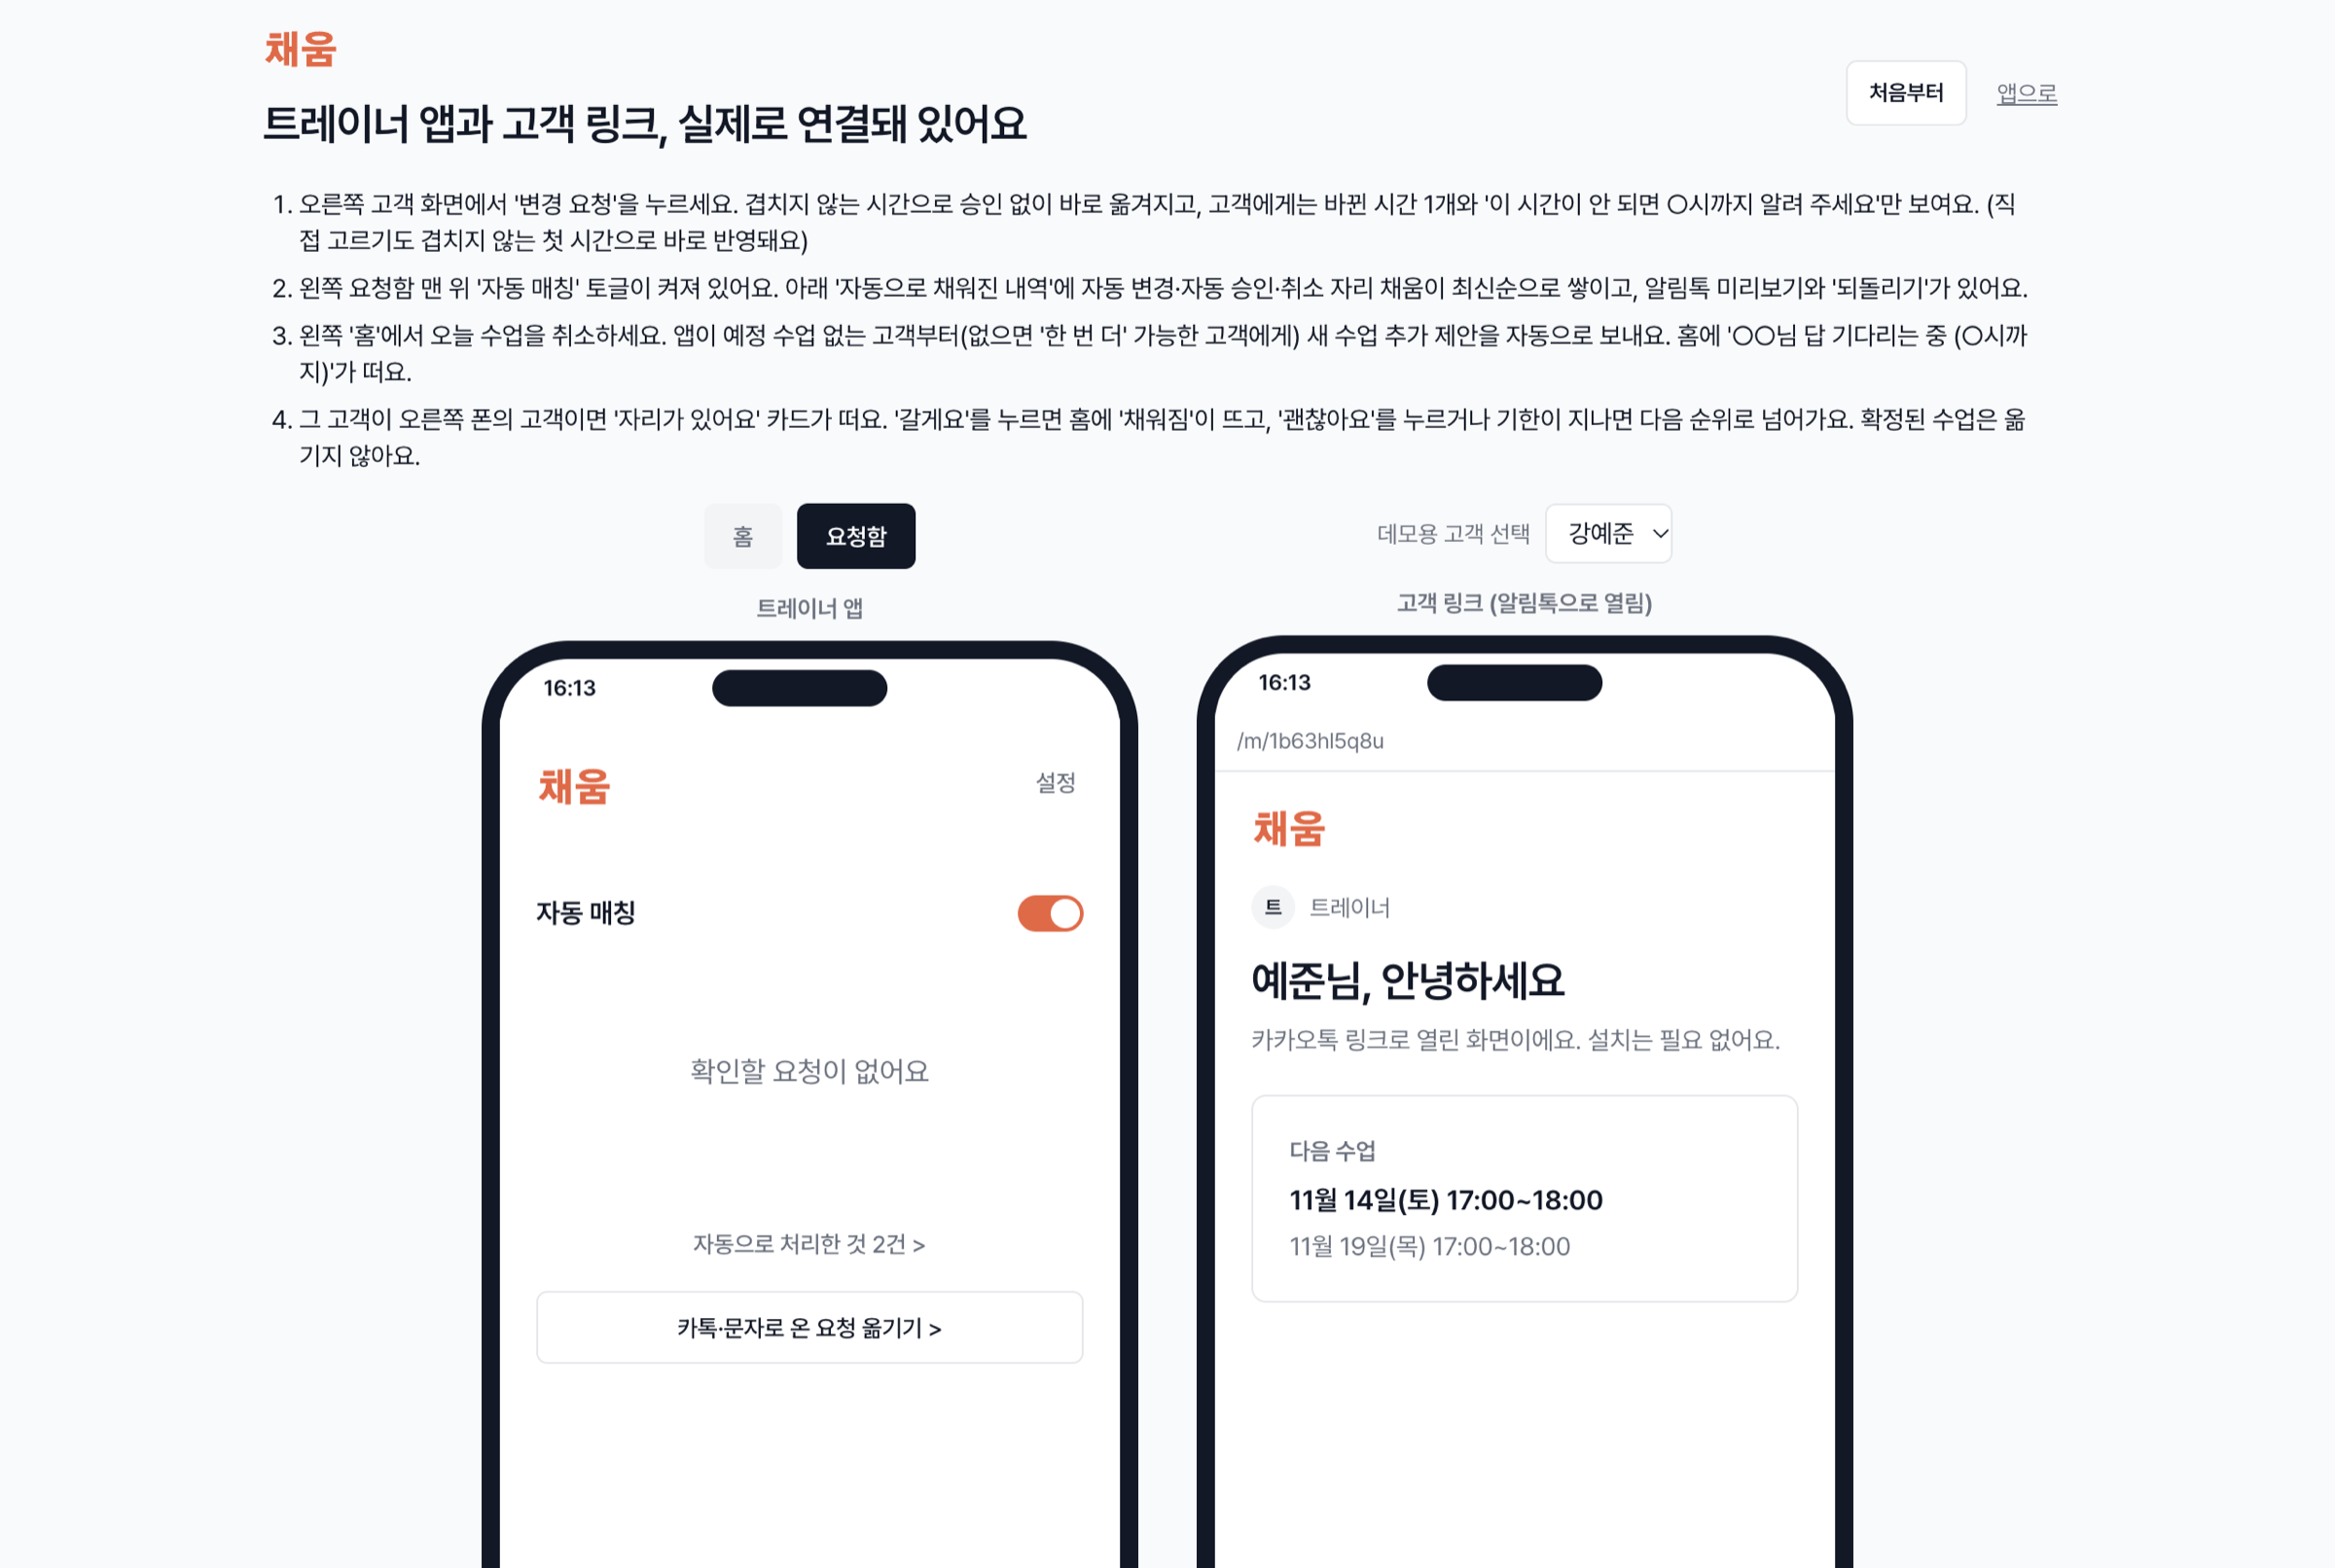 채움
트레이너 앱과 고객 링크, 실제로 연결돼 있어요
처음부터
앱으로
1. 오른쪽 고객 화면에서 '변경 요청'을 누르세요. 겹치지 않는 시간으로 승인 없이 바로 옮겨지고, 고객에게는 바뀐 시간 1개와 '이 시간이 안 되면 〇시까지 알려 주세요'만 보여요. (직
접 고르기도 겹치지 않는 첫 시간으로 바로 반영돼요)
2. 왼쪽 요청함 맨 위 '자동 매칭' 토글이 켜져 있어요. 아래 '자동으로 채워진 내역'에 자동 변경·자동 승인·취소 자리 채움이 최신순으로 쌓이고, 알림톡 미리보기와 '되돌리기'가 있어요.
3. 왼쪽 '홈'에서 오늘 수업을 취소하세요. 앱이 예정 수업 없는 고객부터(없으면 '한 번 더' 가능한 고객에게) 새 수업 추가 제안을 자동으로 보내요. 홈에 '〇〇님 답 기다리는 중 (〇시까
지)'가 떠요.
4. 그 고객이 오른쪽 폰의 고객이면 '자리가 있어요' 카드가 떠요. '갈게요'를 누르면 홈에 '채워짐'이 뜨고, '괜찮아요'를 누르거나 기한이 지나면 다음 순위로 넘어가요. 확정된 수업은 옮
기지 않아요.
홈
요청함
트레이너 앱
16:13
채움
설정
자동 매칭
확인할 요청이 없어요
자동으로 처리한 것 2건 >
카톡·문자로 온 요청 옮기기 >
데모용 고객 선택
강예준
고객 링크 (알림톡으로 열림)
16:13
/m/1b63hl5q8u
채움
트
트레이너
예준님, 안녕하세요
카카오톡 링크로 열린 화면이에요. 설치는 필요 없어요.
다음 수업
11월 14일(토) 17:00~18:00
11월 19일(목) 17:00~18:00